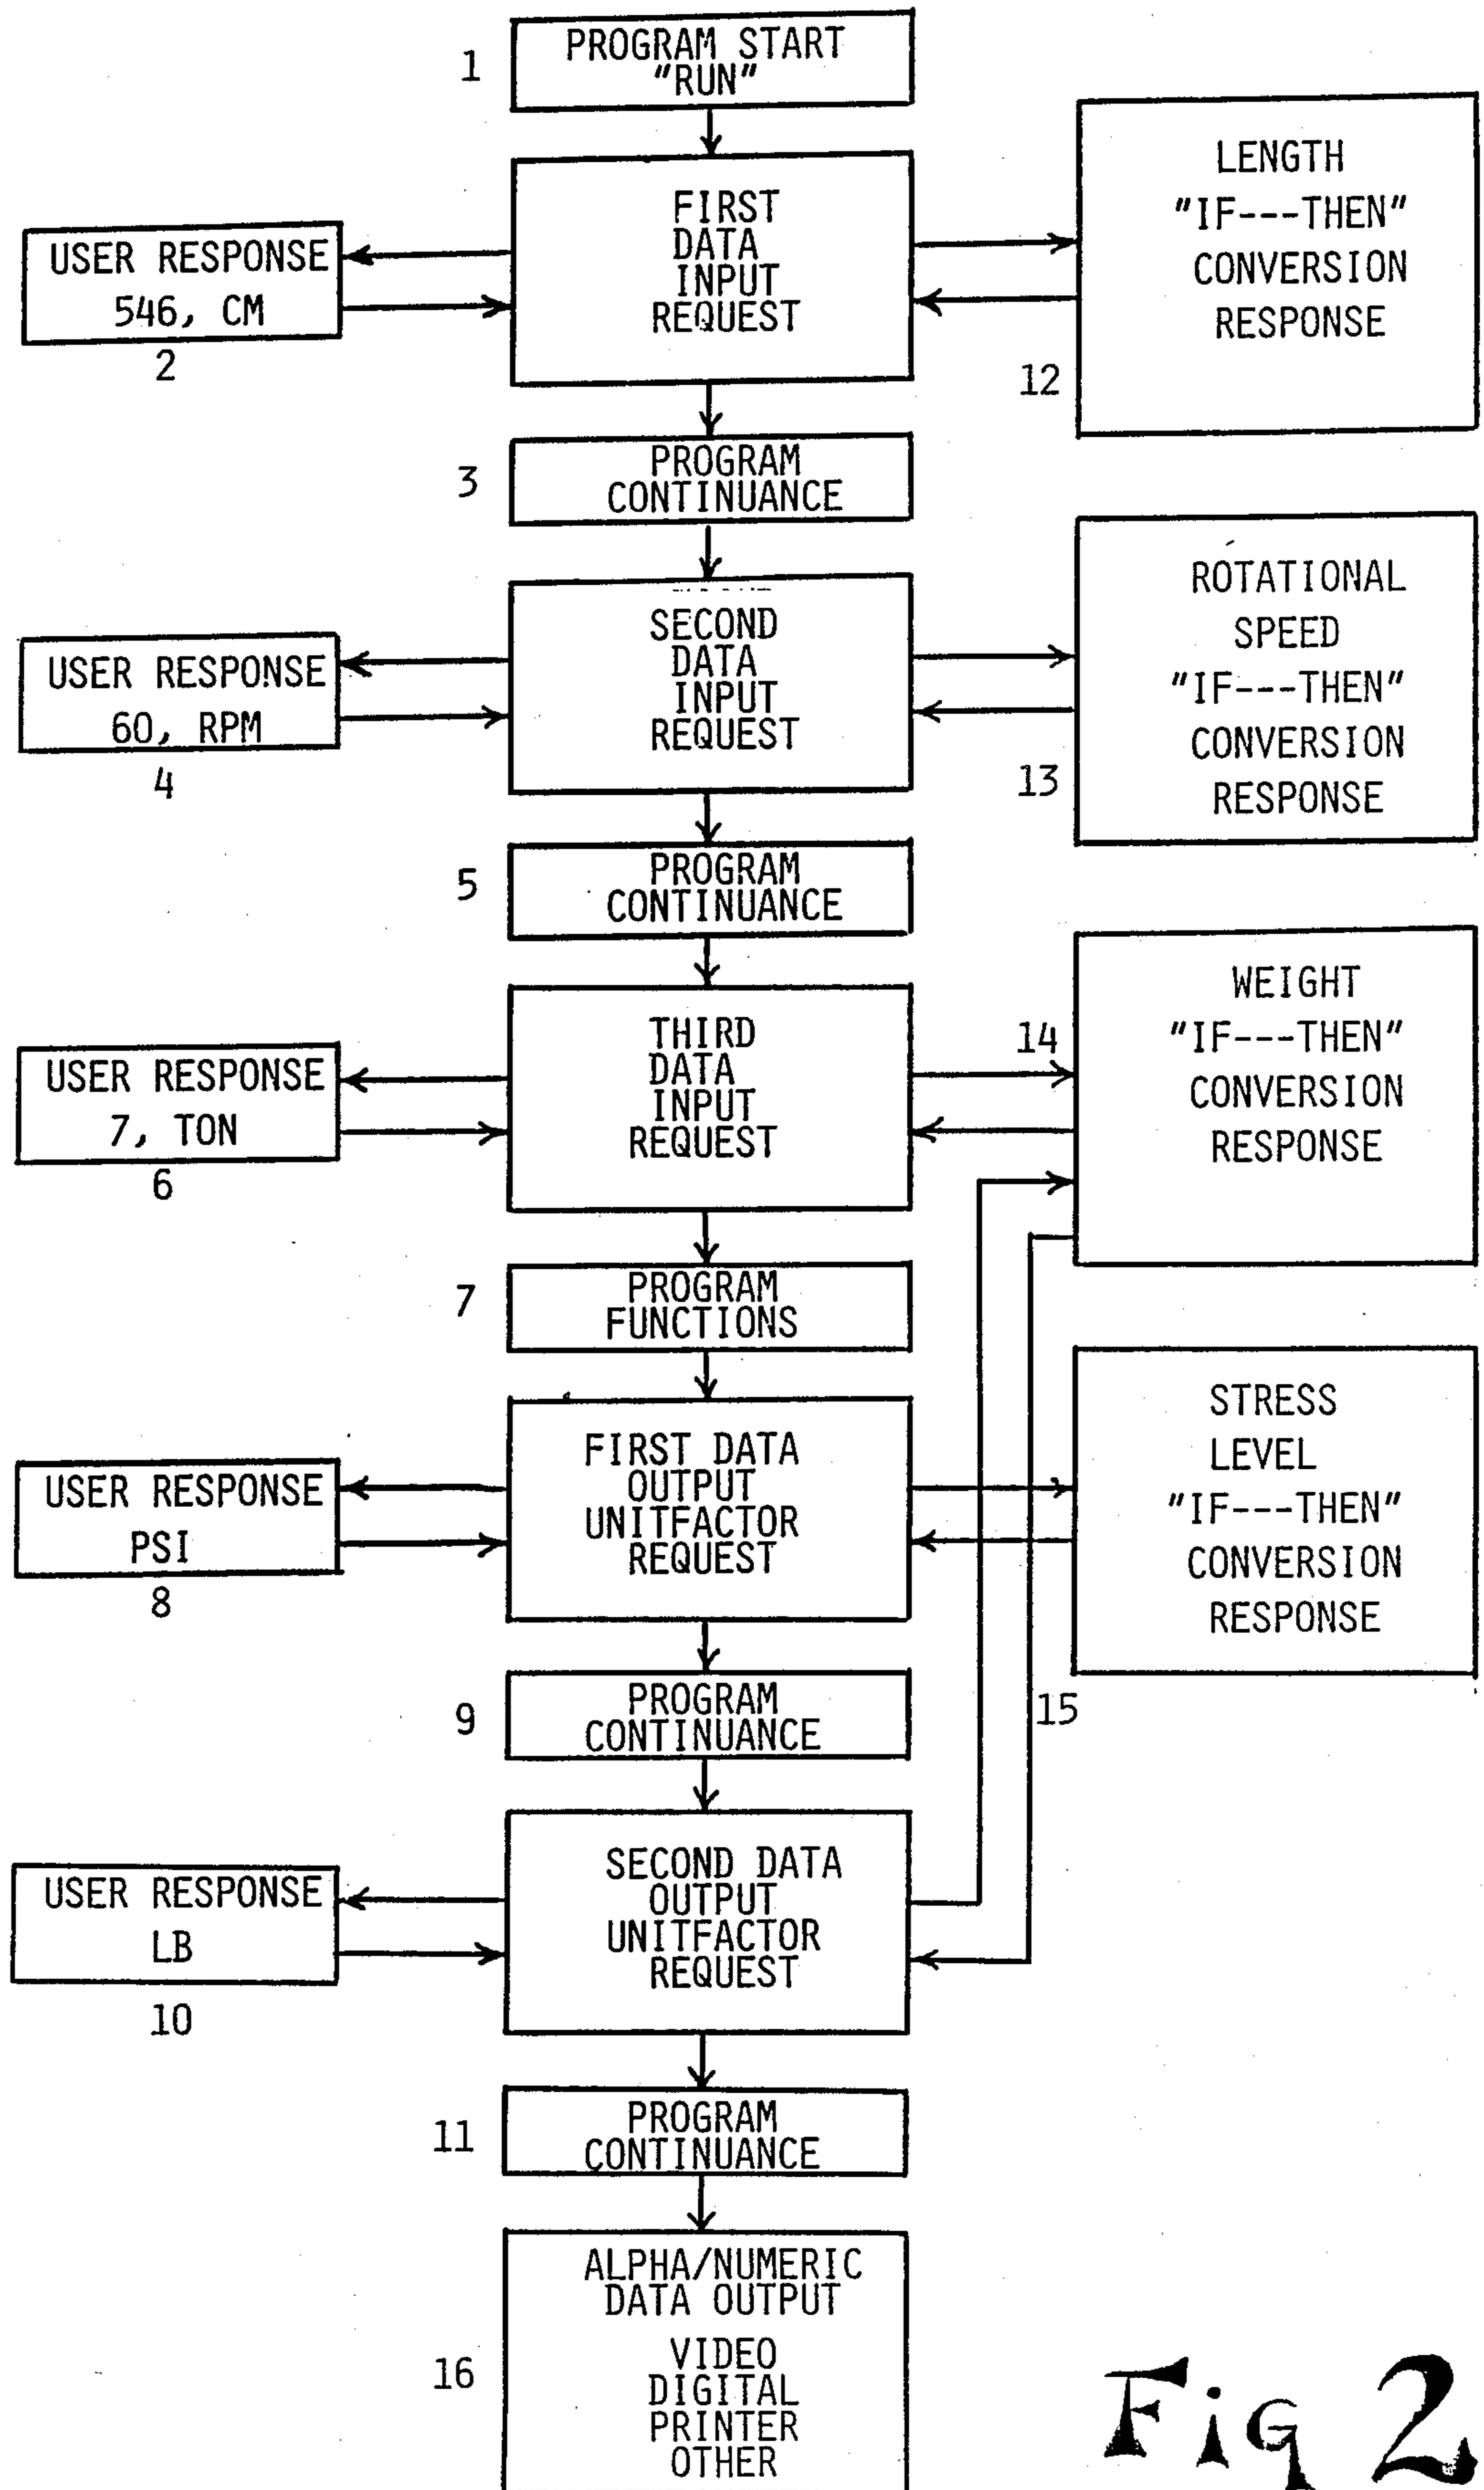 1
PROGRAM START
"RUN"
FIRST
DATA
INPUT
REQUEST
USER RESPONSE
546, CM
2
LENGTH
"IF---THEN"
CONVERSION
RESPONSE
12
3
PROGRAM
CONTINUANCE
SECOND
DATA
INPUT
REQUEST
USER RESPONSE
60, RPM
4
ROTATIONAL
SPEED
"IF---THEN"
CONVERSION
RESPONSE
13
5
PROGRAM
CONTINUANCE
THIRD
DATA
INPUT
REQUEST
USER RESPONSE
7, TON
6
14
WEIGHT
"IF---THEN"
CONVERSION
RESPONSE
7
PROGRAM
FUNCTIONS
FIRST DATA
OUTPUT
UNITFACTOR
REQUEST
USER RESPONSE
PSI
8
STRESS
LEVEL
"IF---THEN"
CONVERSION
RESPONSE
15
9
PROGRAM
CONTINUANCE
SECOND DATA
OUTPUT
UNITFACTOR
REQUEST
USER RESPONSE
LB
10
11
PROGRAM
CONTINUANCE
16
ALPHA/NUMERIC
DATA OUTPUT
VIDEO
DIGITAL
PRINTER
OTHER
Fig 2